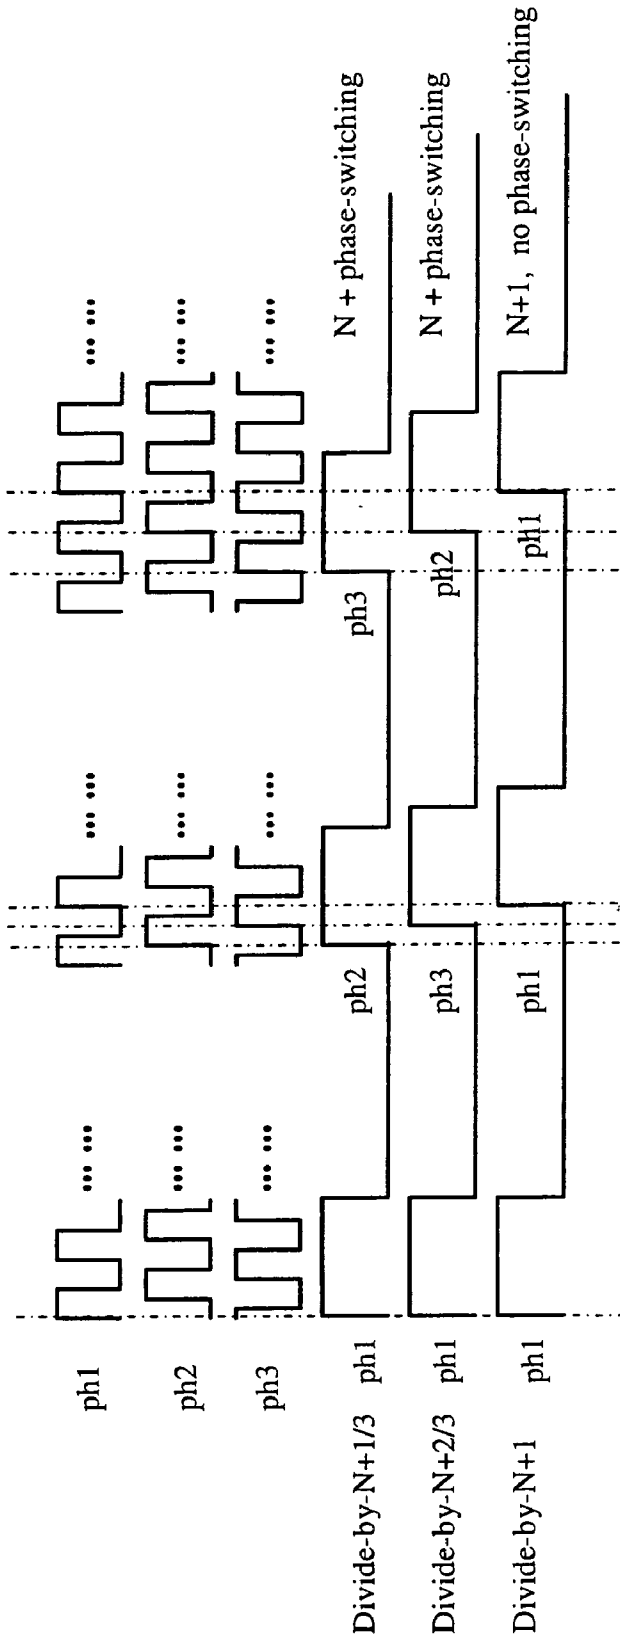 ph1 ... ... ... ... ... ...
ph2 ... ... ... ... ... ...
ph3 ... ... ... ... ... ...
Divide-by-N+1/3 ph1 ph2 ph3 N + phase-switching
Divide-by-N+2/3 ph1 ph3 ph2 N + phase-switching
Divide-by-N+1 ph1 ph1 ph1 N+1, no phase-switching